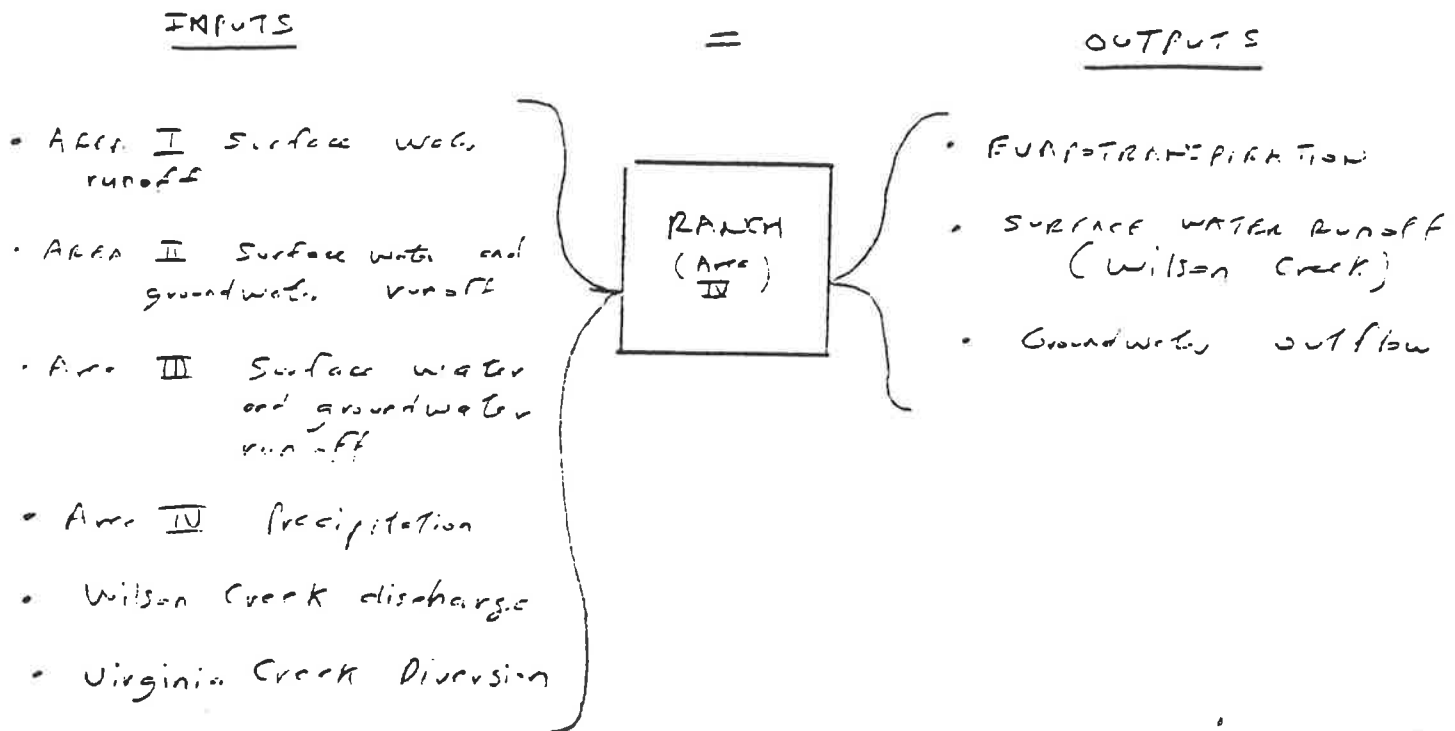 INPUTS
=
OUTPUTS
• Area I Surface water
runoff
• AREA II Surface water and
groundwater runoff
• Area III Surface water
and groundwater
runoff
• Area IV Precipitation
• Wilson Creek discharge
• Virginia Creek Diversion
RANCH
(Area
IV)
• EVAPOTRANSPIRATION
• SURFACE WATER RUNOFF
(Wilson Creek)
• Groundwater outflow